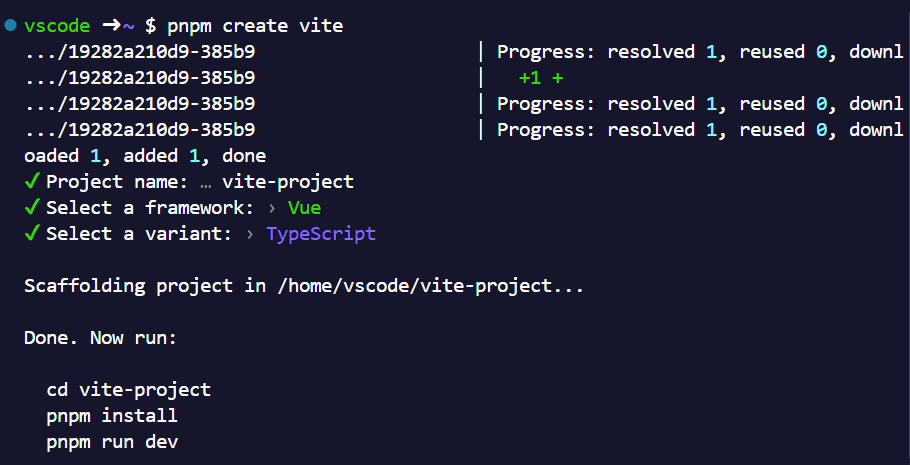 vscode ➜ ~ $ pnpm create vite
.../19282a210d9-385b9 | Progress: resolved 1, reused 0, downl
.../19282a210d9-385b9 | +1 +
.../19282a210d9-385b9 | Progress: resolved 1, reused 0, downl
.../19282a210d9-385b9 | Progress: resolved 1, reused 0, downl
oaded 1, added 1, done
✔ Project name: … vite-project
✔ Select a framework: › Vue
✔ Select a variant: › TypeScript
Scaffolding project in /home/vscode/vite-project...
Done. Now run:
cd vite-project
pnpm install
pnpm run dev